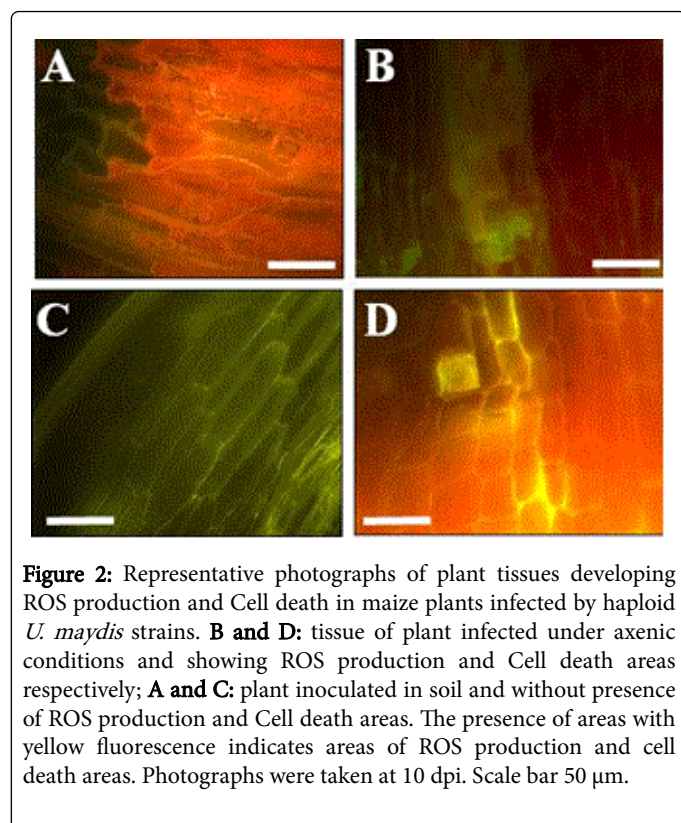 A
B
C
D
Figure 2: Representative photographs of plant tissues developing
ROS production and Cell death in maize plants infected by haploid
U. maydis strains. B and D: tissue of plant infected under axenic
conditions and showing ROS production and Cell death areas
respectively; A and C: plant inoculated in soil and without presence
of ROS production and Cell death areas. The presence of areas with
yellow fluorescence indicates areas of ROS production and cell
death areas. Photographs were taken at 10 dpi. Scale bar 50 μm.